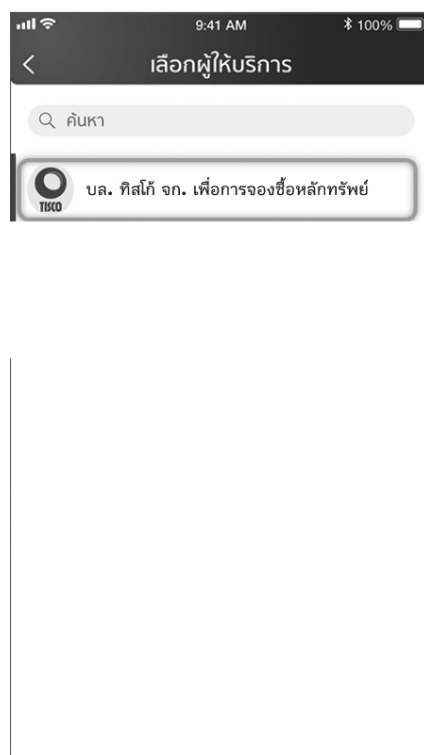 9:41 AM
100%
เลือกผู้ให้บริการ
ค้นหา
TISCO
บล. ทิสโก้ จก. เพื่อการจองซื้อหลักทรัพย์